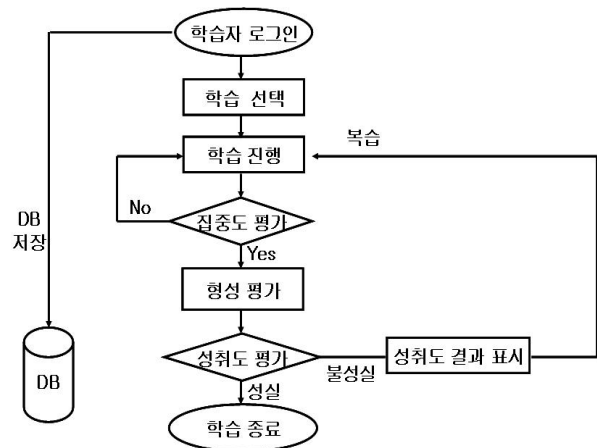 학습자 로그인
학습 선택
복습
학습 진행
No
집중도 평가
DB
저장
Yes
형성 평가
성취도 평가
성취도 결과 표시
불성실
DB
성실
학습 종료